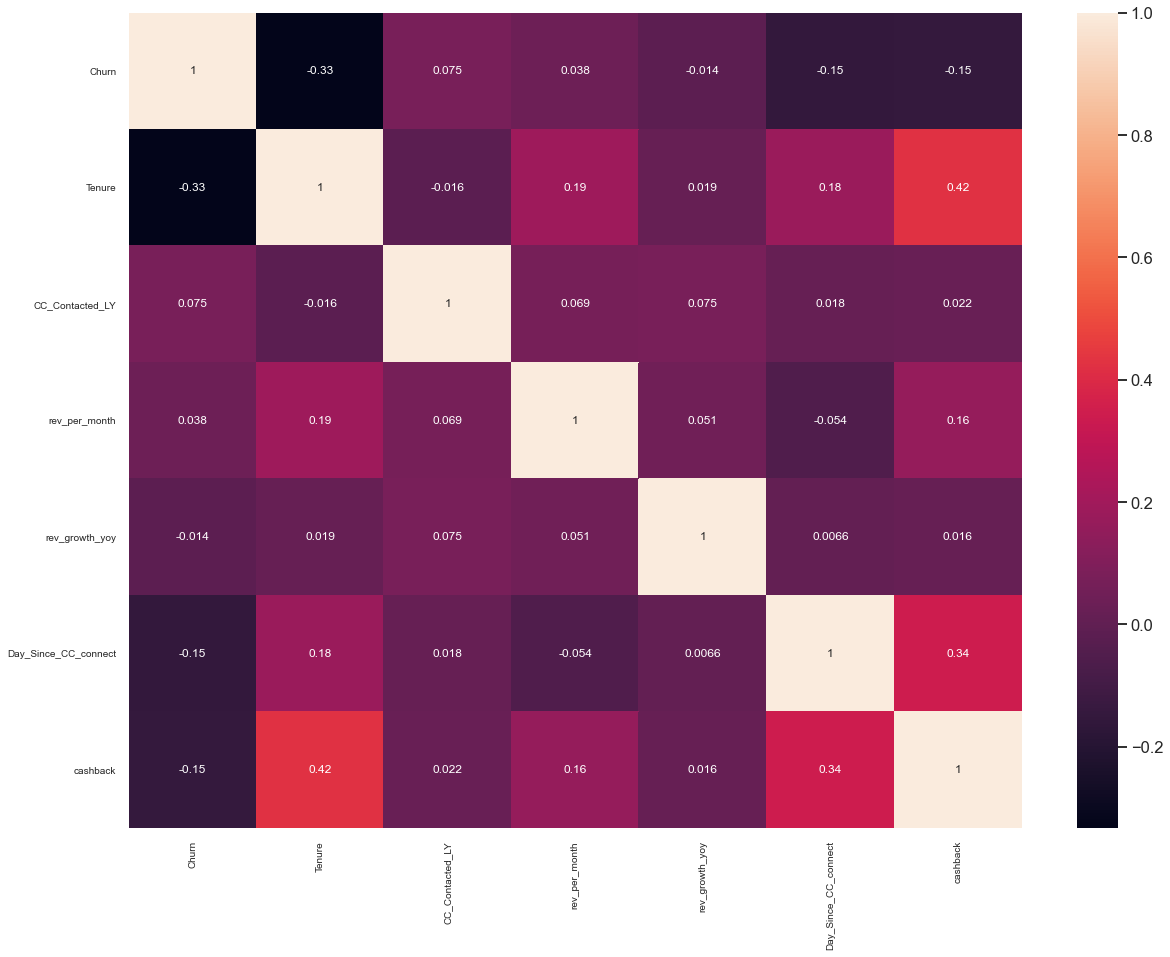 1.0
Churn 1 -0.33 0.075 0.038 -0.014 -0.15 -0.15
0.8
Tenure -0.33 1 -0.016 0.19 0.019 0.18 0.42
0.6
CC_Contacted_LY 0.075 -0.016 1 0.069 0.075 0.018 0.022
0.4
rev_per_month 0.038 0.19 0.069 1 0.051 -0.054 0.16
0.2
rev_growth_yoy -0.014 0.019 0.075 0.051 1 0.0066 0.016
0.0
Day_Since_CC_connect -0.15 0.18 0.018 -0.054 0.0066 1 0.34
−0.2
cashback -0.15 0.42 0.022 0.16 0.016 0.34 1
Churn
Tenure
CC_Contacted_LY
rev_per_month
rev_growth_yoy
Day_Since_CC_connect
cashback